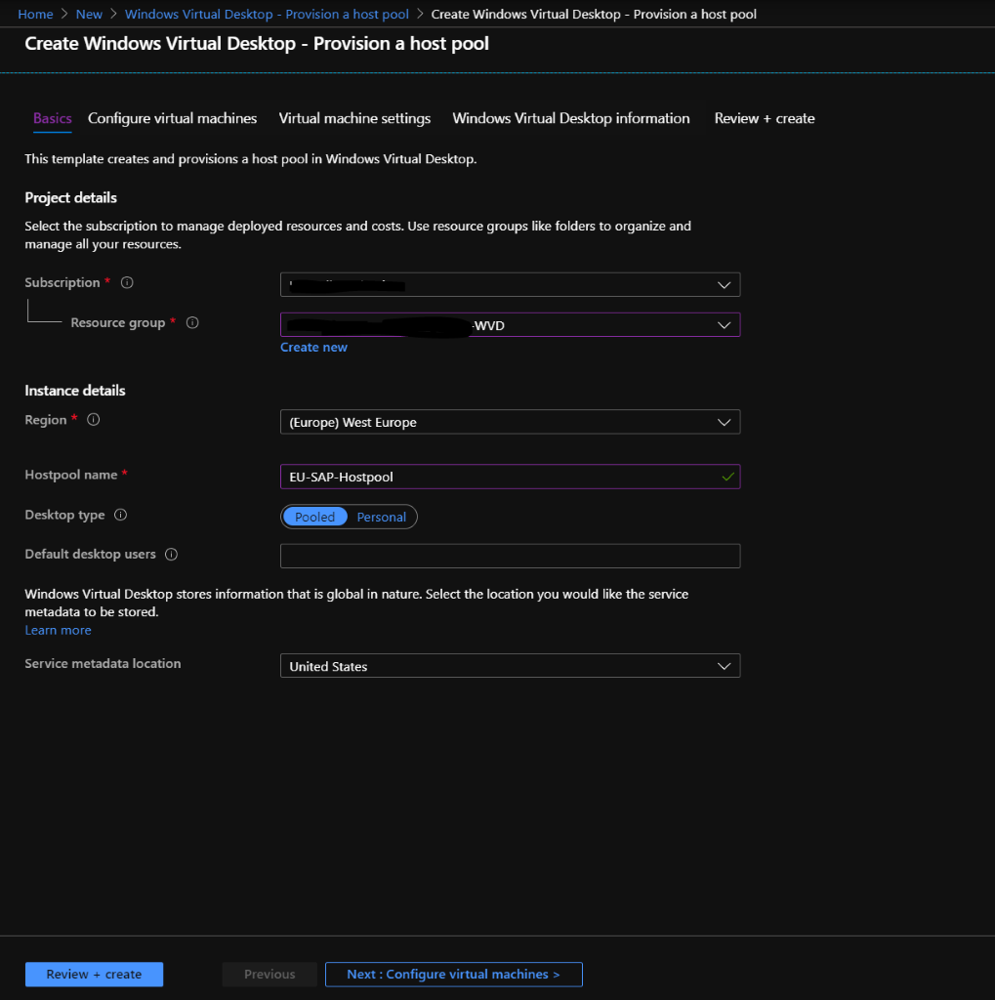 Home > New > Windows Virtual Desktop - Provision a host pool > Create Windows Virtual Desktop - Provision a host pool
Create Windows Virtual Desktop - Provision a host pool
Basics Configure virtual machines Virtual machine settings Windows Virtual Desktop information Review + create
This template creates and provisions a host pool in Windows Virtual Desktop.
Project details
Select the subscription to manage deployed resources and costs. Use resource groups like folders to organize and
manage all your resources.
Subscription *
Resource group * -WVD
Create new
Instance details
Region * (Europe) West Europe
Hostpool name * EU-SAP-Hostpool
Desktop type Pooled Personal
Default desktop users
Windows Virtual Desktop stores information that is global in nature. Select the location you would like the service
metadata to be stored.
Learn more
Service metadata location United States
Review + create Previous Next : Configure virtual machines >